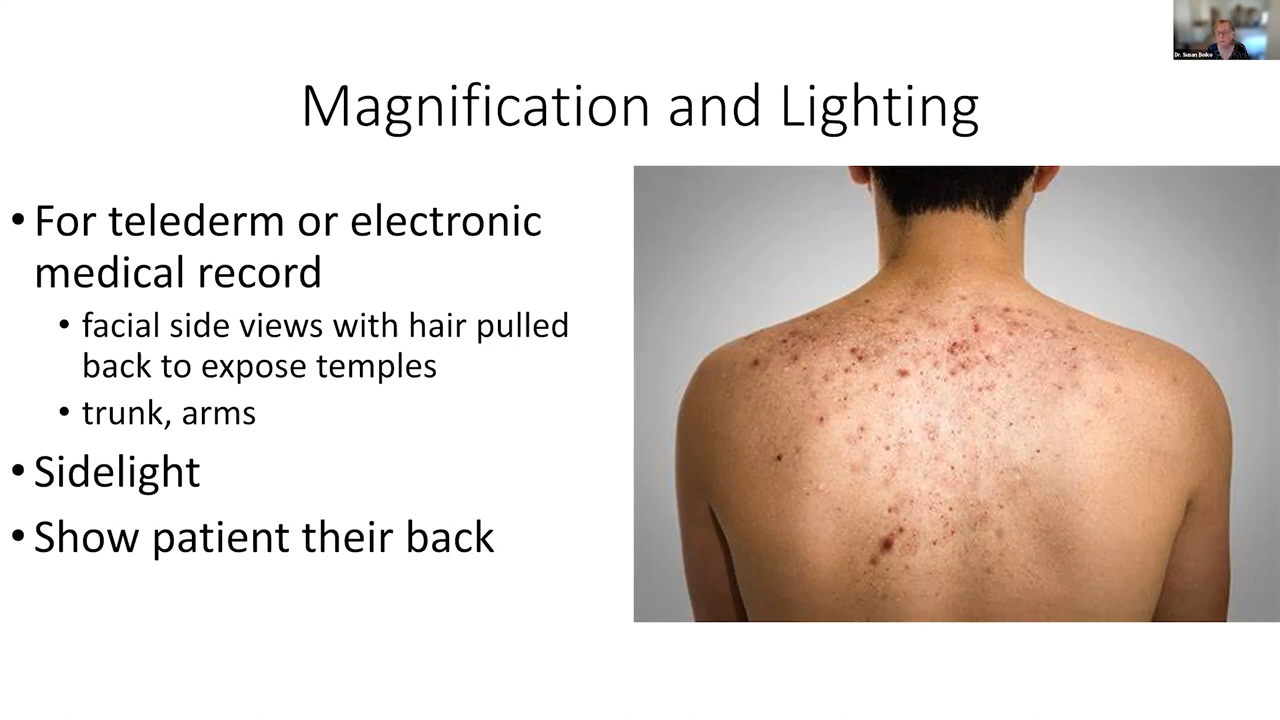 Dr. Susan Boiko
Magnification and Lighting
• For telederm or electronic
medical record
• facial side views with hair pulled
back to expose temples
• trunk, arms
• Sidelight
• Show patient their back